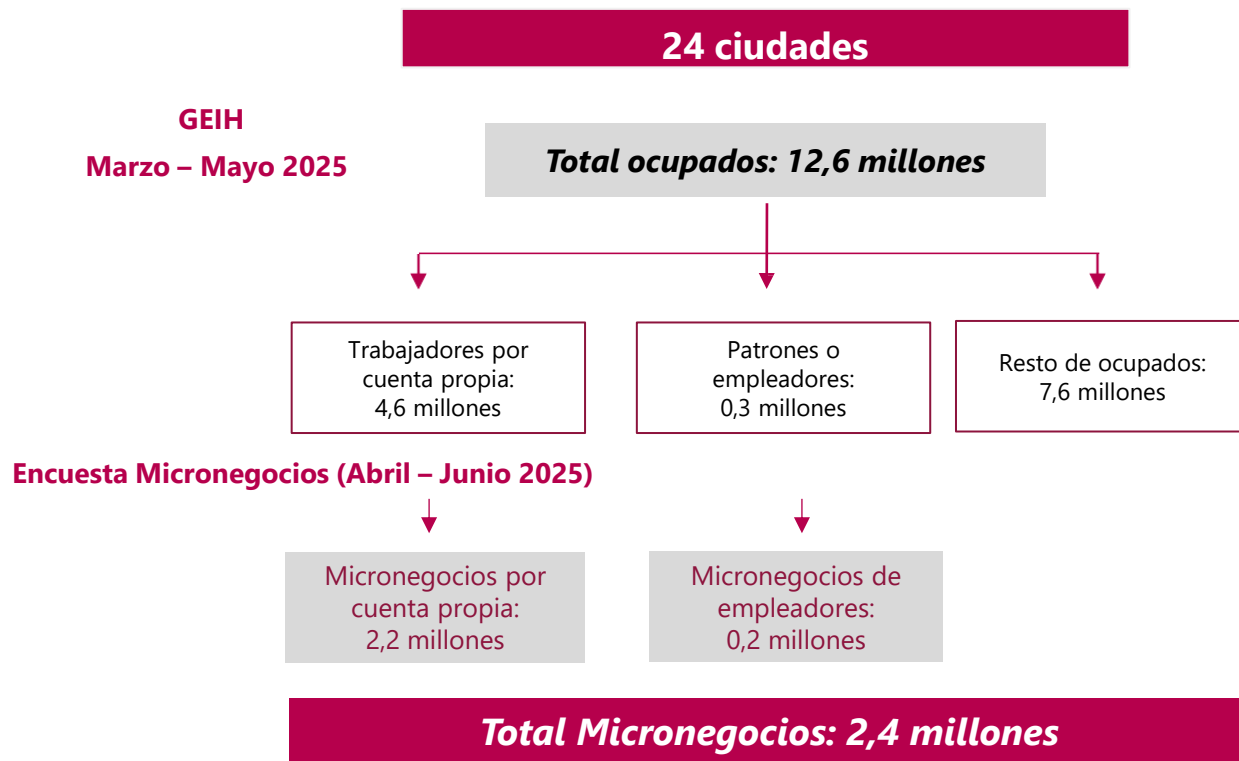 24 ciudades
GEIH
Marzo – Mayo 2025
Total ocupados: 12,6 millones
Trabajadores por
cuenta propia:
4,6 millones
Patrones o
empleadores:
0,3 millones
Resto de ocupados:
7,6 millones
Encuesta Micronegocios (Abril – Junio 2025)
Micronegocios por
cuenta propia:
2,2 millones
Micronegocios de
empleadores:
0,2 millones
Total Micronegocios: 2,4 millones